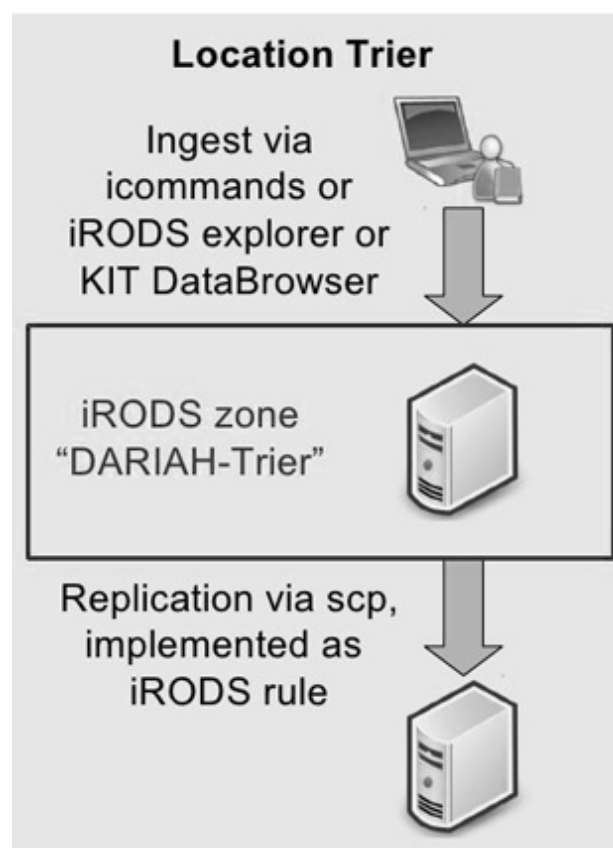 Location Trier
Ingest via
icommands or
iRODS explorer or
KIT DataBrowser
iRODS zone
“DARIAH-Trier”
Replication via scp,
implemented as
iRODS rule